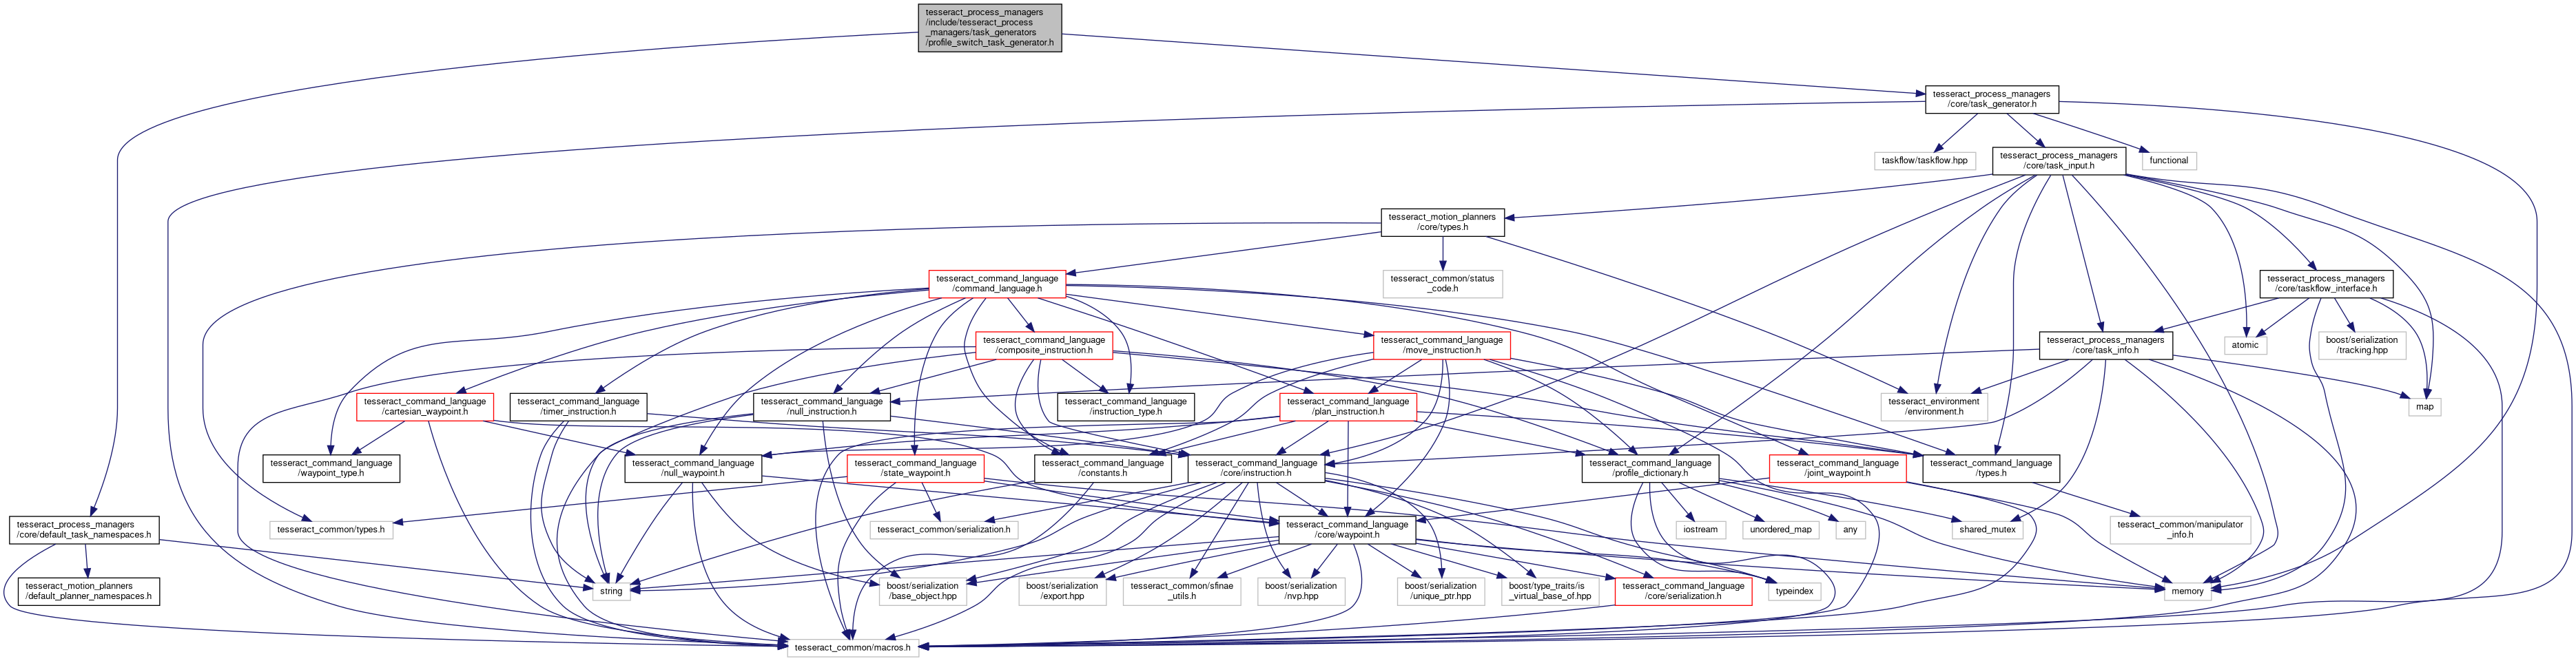 tesseract_process_managers
/include/tesseract_process
_managers/task_generators
/profile_switch_task_generator.h
tesseract_process_managers
/core/task_generator.h
taskflow/taskflow.hpp
tesseract_process_managers
/core/task_input.h
functional
tesseract_motion_planners
/core/types.h
tesseract_command_language
/command_language.h
tesseract_common/status
_code.h
tesseract_process_managers
/core/taskflow_interface.h
tesseract_command_language
/composite_instruction.h
tesseract_command_language
/move_instruction.h
tesseract_process_managers
/core/task_info.h
atomic
boost/serialization
/tracking.hpp
tesseract_command_language
/cartesian_waypoint.h
tesseract_command_language
/timer_instruction.h
tesseract_command_language
/null_instruction.h
tesseract_command_language
/instruction_type.h
tesseract_command_language
/plan_instruction.h
tesseract_environment
/environment.h
map
tesseract_command_language
/waypoint_type.h
tesseract_command_language
/null_waypoint.h
tesseract_command_language
/state_waypoint.h
tesseract_command_language
/constants.h
tesseract_command_language
/core/instruction.h
tesseract_command_language
/profile_dictionary.h
tesseract_command_language
/joint_waypoint.h
tesseract_command_language
/types.h
tesseract_process_managers
/core/default_task_namespaces.h
tesseract_common/types.h
tesseract_common/serialization.h
tesseract_command_language
/core/waypoint.h
iostream
unordered_map
any
shared_mutex
tesseract_common/manipulator
_info.h
tesseract_motion_planners
/default_planner_namespaces.h
string
boost/serialization
/base_object.hpp
boost/serialization
/export.hpp
tesseract_common/sfinae
_utils.h
boost/serialization
/nvp.hpp
boost/serialization
/unique_ptr.hpp
boost/type_traits/is
_virtual_base_of.hpp
tesseract_command_language
/core/serialization.h
typeindex
memory
tesseract_common/macros.h